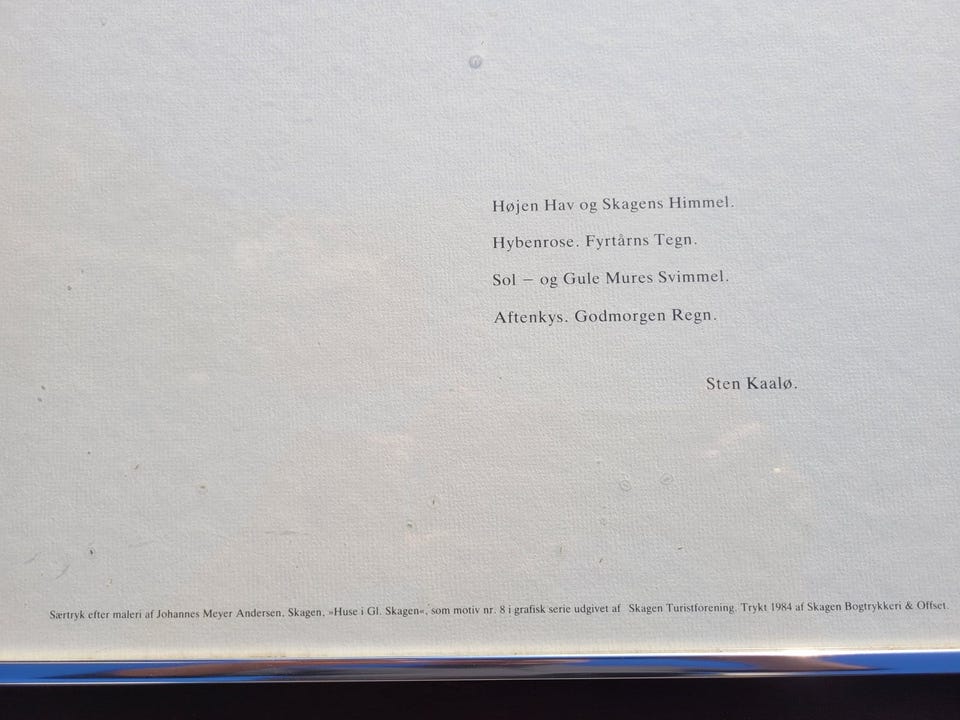 Højen Hav og Skagens Himmel.
Hybenrose. Fyrtårns Tegn.
Sol – og Gule Mures Svimmel.
Aftenkys. Godmorgen Regn.
Sten Kaalø.
Særtryk efter maleri af Johannes Meyer Andersen, Skagen, »Huse i Gl. Skagen«, som motiv nr. 8 i grafisk serie udgivet af Skagen Turistforening. Trykt 1984 af Skagen Bogtrykkeri & Offset.